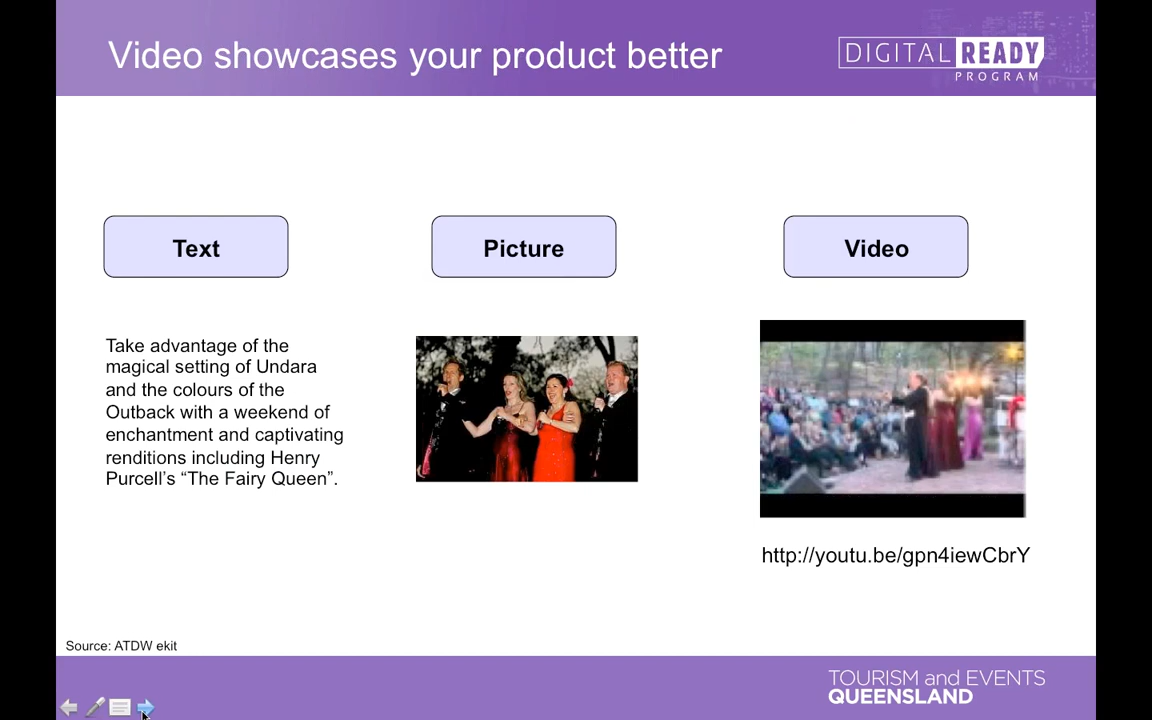 Video showcases your product better
DIGITAL READY
PROGRAM
Text
Picture
Video
Take advantage of the
magical setting of Undara
and the colours of the
Outback with a weekend of
enchantment and captivating
renditions including Henry
Purcell’s “The Fairy Queen”.
http://youtu.be/gpn4iewCbrY
Source: ATDW ekit
TOURISM and EVENTS
QUEENSLAND